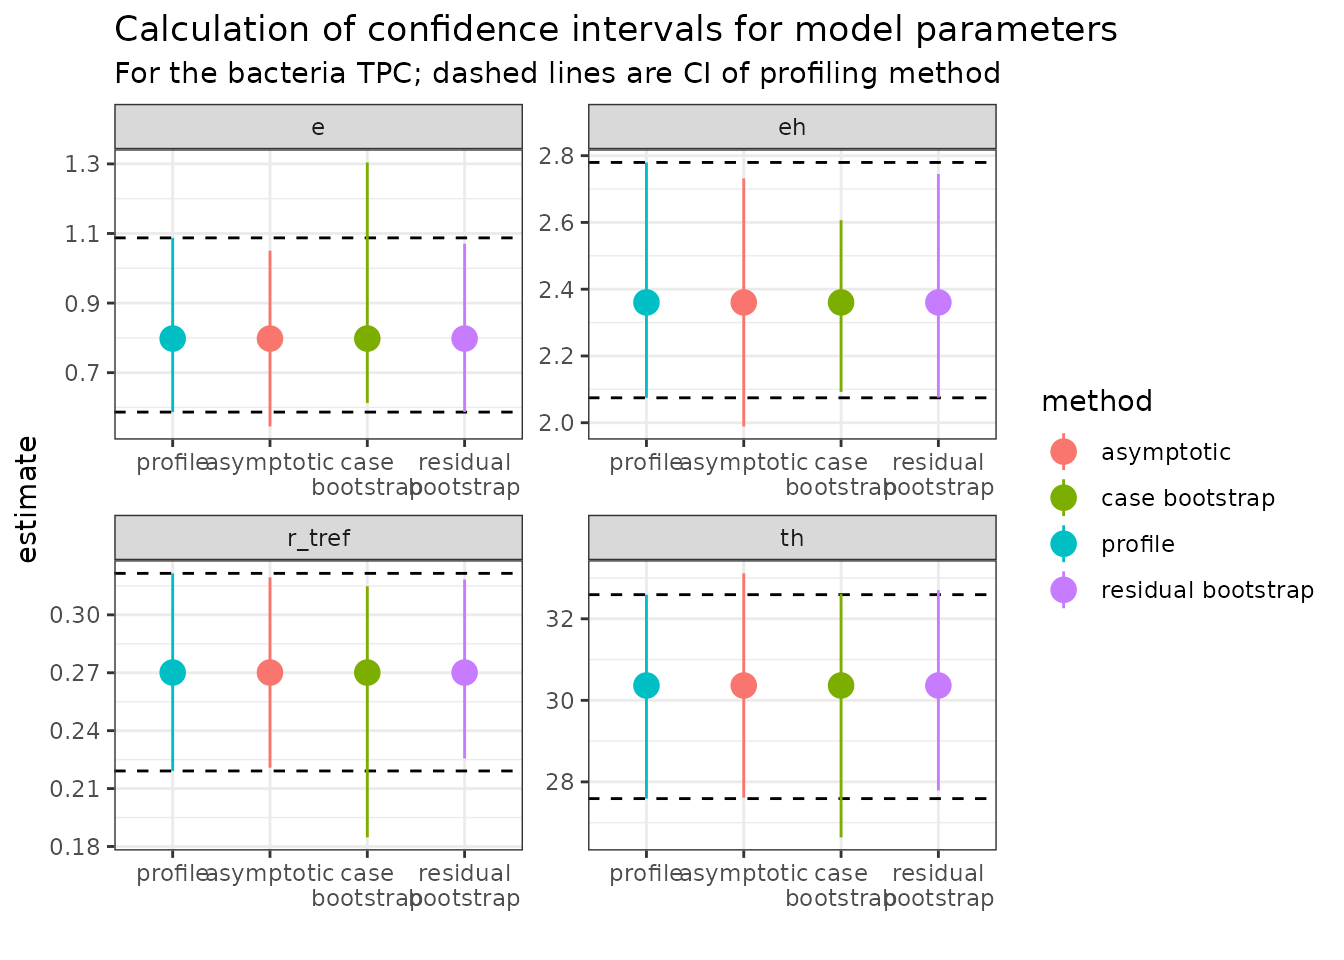 Calculation of confidence intervals for model parameters
For the bacteria TPC; dashed lines are CI of profiling method
estimate
e
1.3
1.1
0.9
0.7
profile asymptotic case bootstrap residual bootstrap
eh
2.8
2.6
2.4
2.2
2.0
profile asymptotic case bootstrap residual bootstrap
r_tref
0.30
0.27
0.24
0.21
0.18
profile asymptotic case bootstrap residual bootstrap
th
32
30
28
profile asymptotic case bootstrap residual bootstrap
method
asymptotic
case bootstrap
profile
residual bootstrap